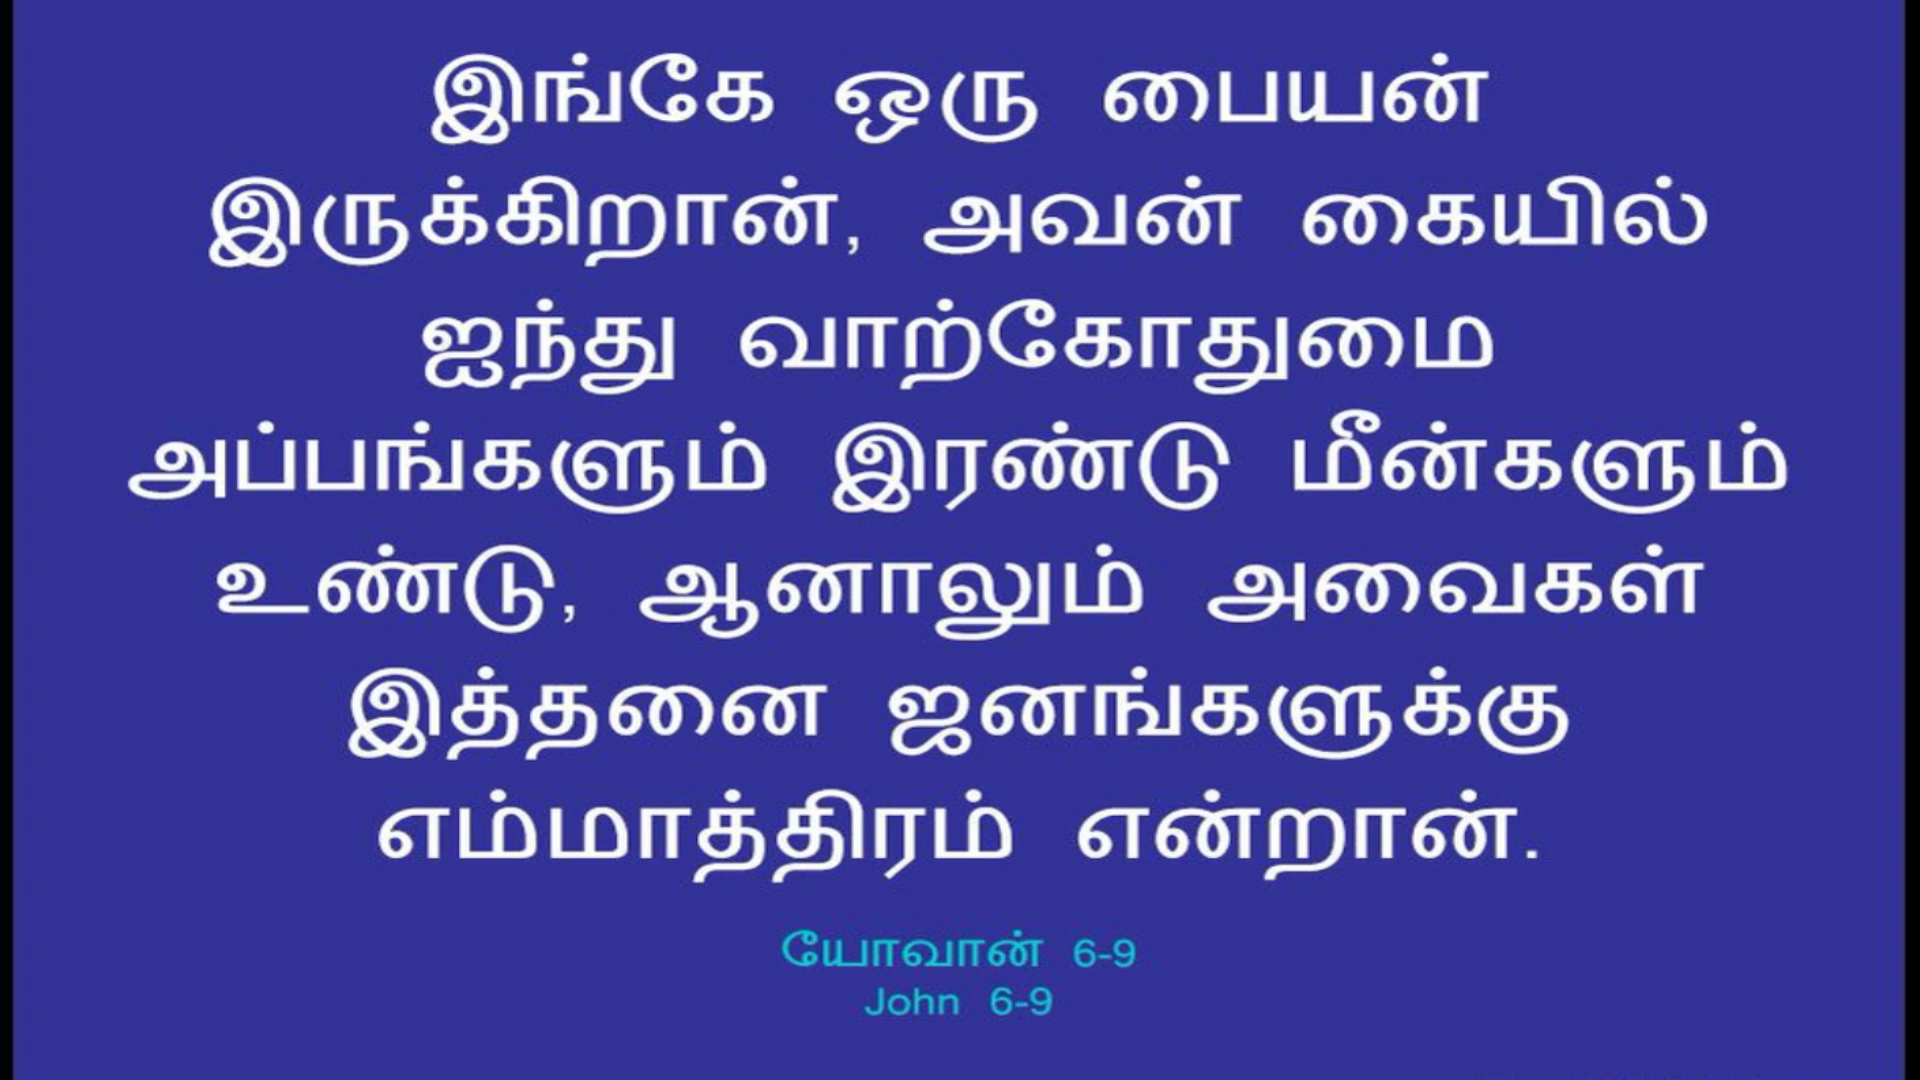 இங்கே ஒரு பையன்
இருக்கிறான், அவன் கையில்
ஐந்து வாற்கோதுமை
அப்பங்களும் இரண்டு மீன்களும்
உண்டு, ஆனாலும் அவைகள்
இத்தனை ஜனங்களுக்கு
எம்மாத்திரம் என்றான்.
யோவான் 6-9
John 6-9